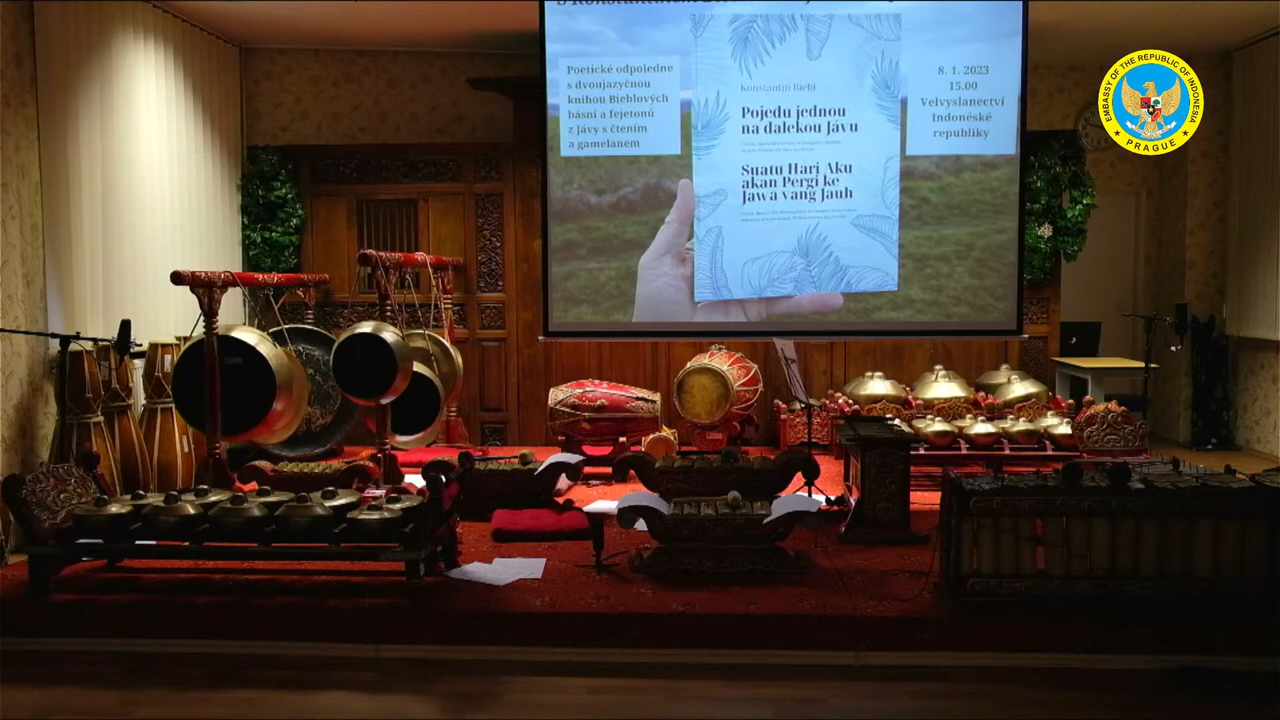 Poetické odpoledne
s dvoujazyčnou
knihou Bieblových
básní a fejetonů
z Jávy s čtením
a gamelanem
Konstantin Biebl
Pojedu jednou
na dalekou Jávu
Suatu Hari Aku
akan Pergi ke
Jawa yang Jauh
8. 1. 2023
15.00
Velvyslanectví
Indonéské
republiky
EMBASSY OF THE REPUBLIC OF INDONESIA
PRAGUE